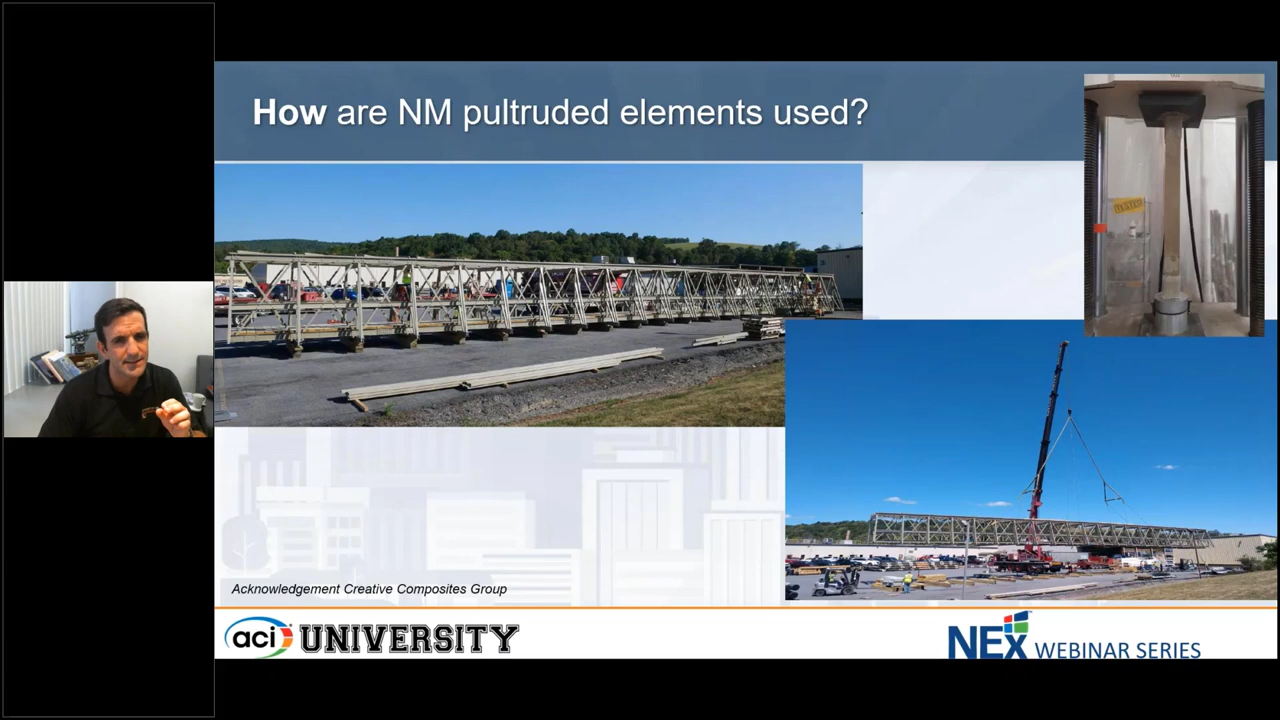 How are NM pultruded elements used?
Acknowledgement Creative Composites Group
aci UNIVERSITY
NEX WEBINAR SERIES